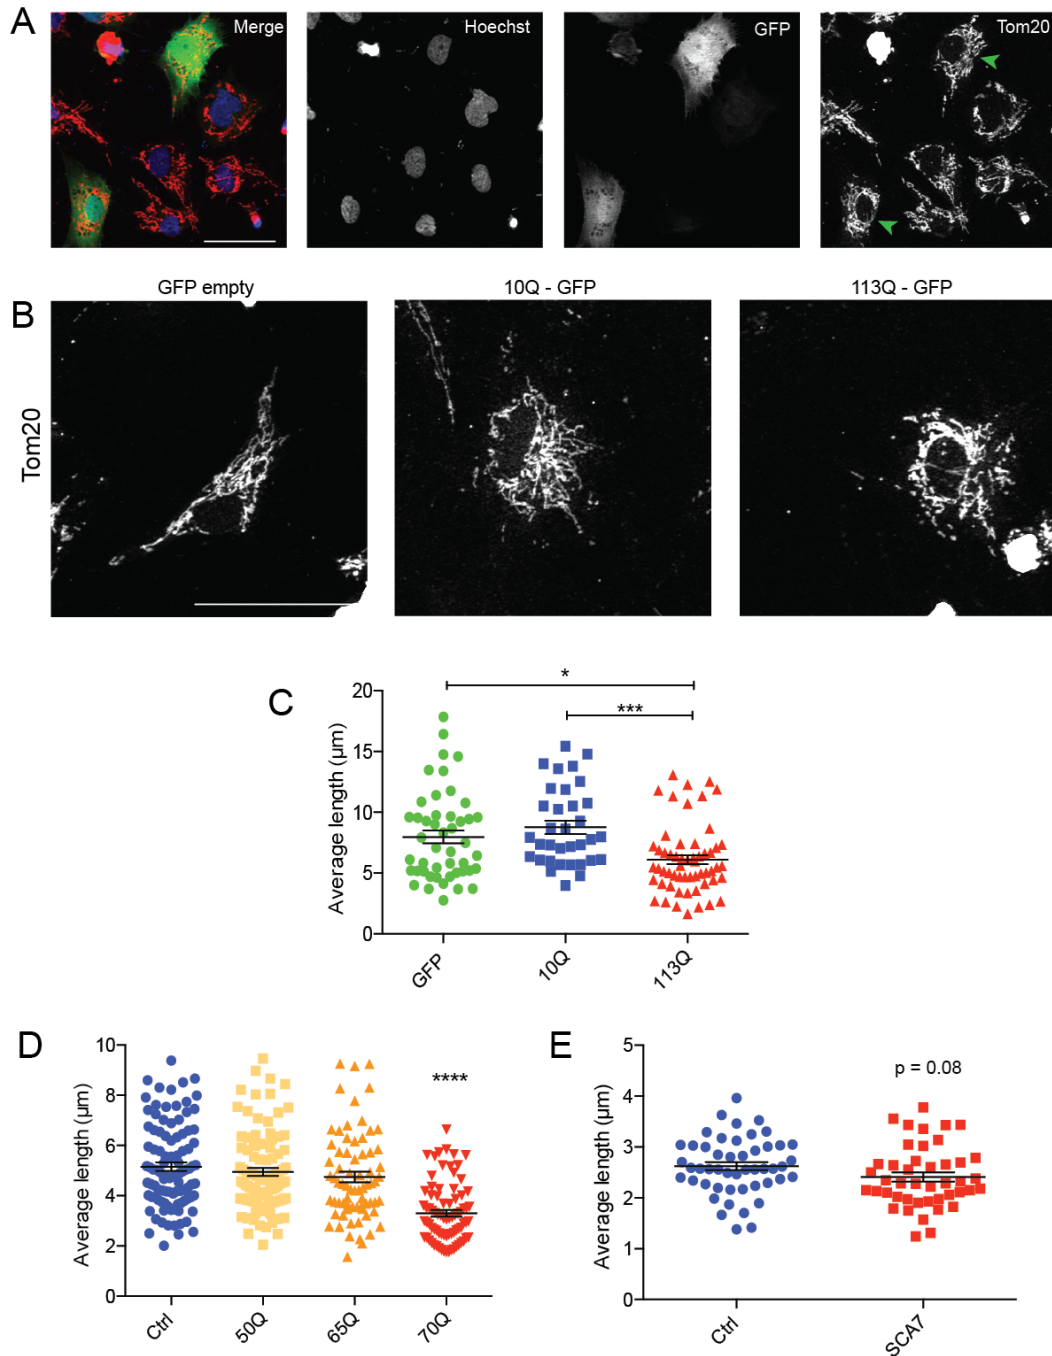 A
Merge
Hoechst
GFP
Tom20
B
GFP empty
10Q - GFP
113Q - GFP
Tom20
C
*
***
Average length (μm)
20
15
10
5
0
GFP
10Q
113Q
D
****
Average length (μm)
10
8
6
4
2
0
Ctrl
50Q
65Q
70Q
E
p = 0.08
Average length (μm)
5
4
3
2
1
0
Ctrl
SCA7